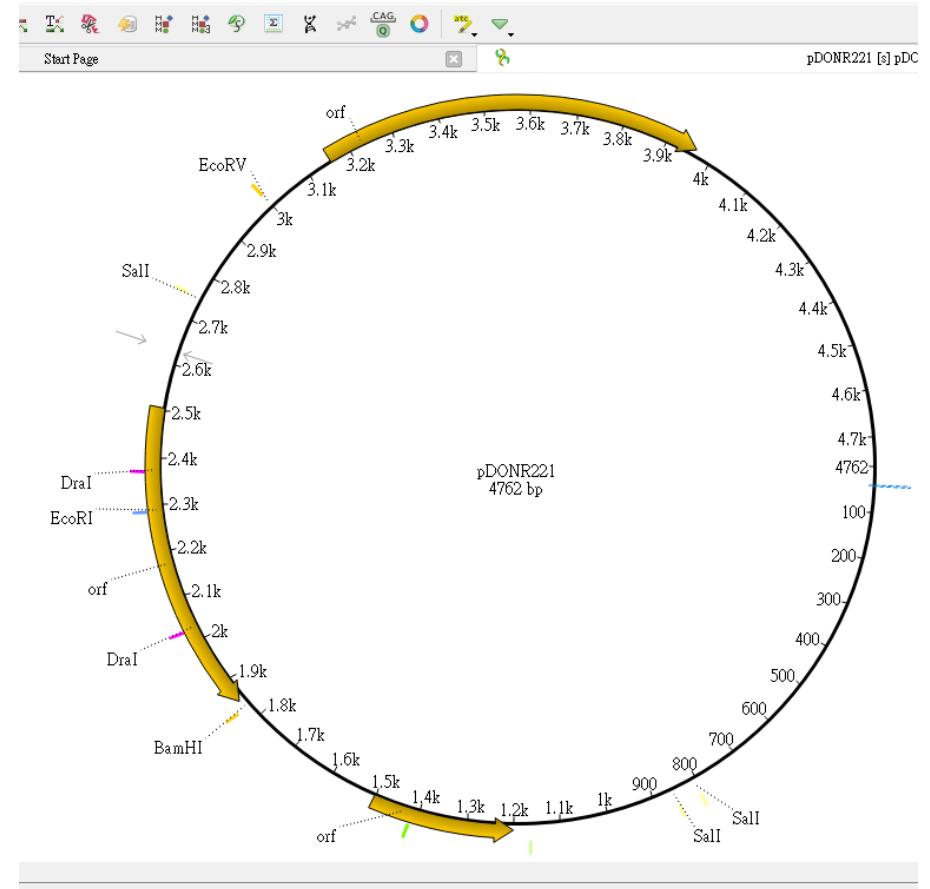 CAG
Q
atc
Start Page
pDONR221 [s] pDC
orf
3.2k
3.3k
3.4k
3.5k
3.6k
3.7k
3.8k
3.9k
4k
4.1k
4.2k
4.3k
4.4k
4.5k
4.6k
4.7k
4762
100
200
300
400
500
600
700
800
900
1k
1.1k
1.2k
1.3k
1.4k
1.5k
1.6k
1.7k
1.8k
1.9k
2k
2.1k
2.2k
2.3k
2.4k
2.5k
2.6k
2.7k
2.8k
2.9k
3k
3.1k
EcoRV
SalI
DraI
EcoRI
orf
DraI
BamHI
orf
SalI
SalI
pDONR221
4762 bp